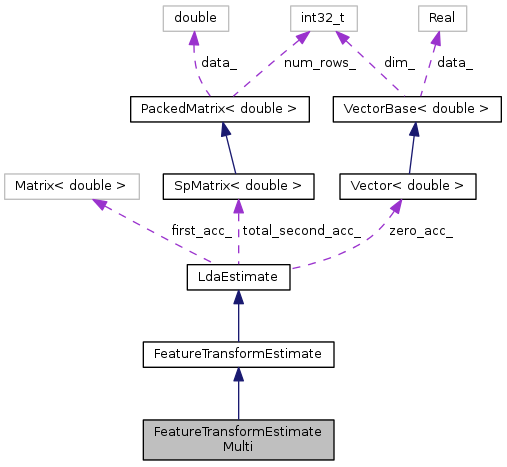 double
int32_t
Real
data_
num_rows_
dim_
data_
PackedMatrix< double >
VectorBase< double >
Matrix< double >
SpMatrix< double >
Vector< double >
first_acc_
total_second_acc_
zero_acc_
LdaEstimate
FeatureTransformEstimate
FeatureTransformEstimate
Multi